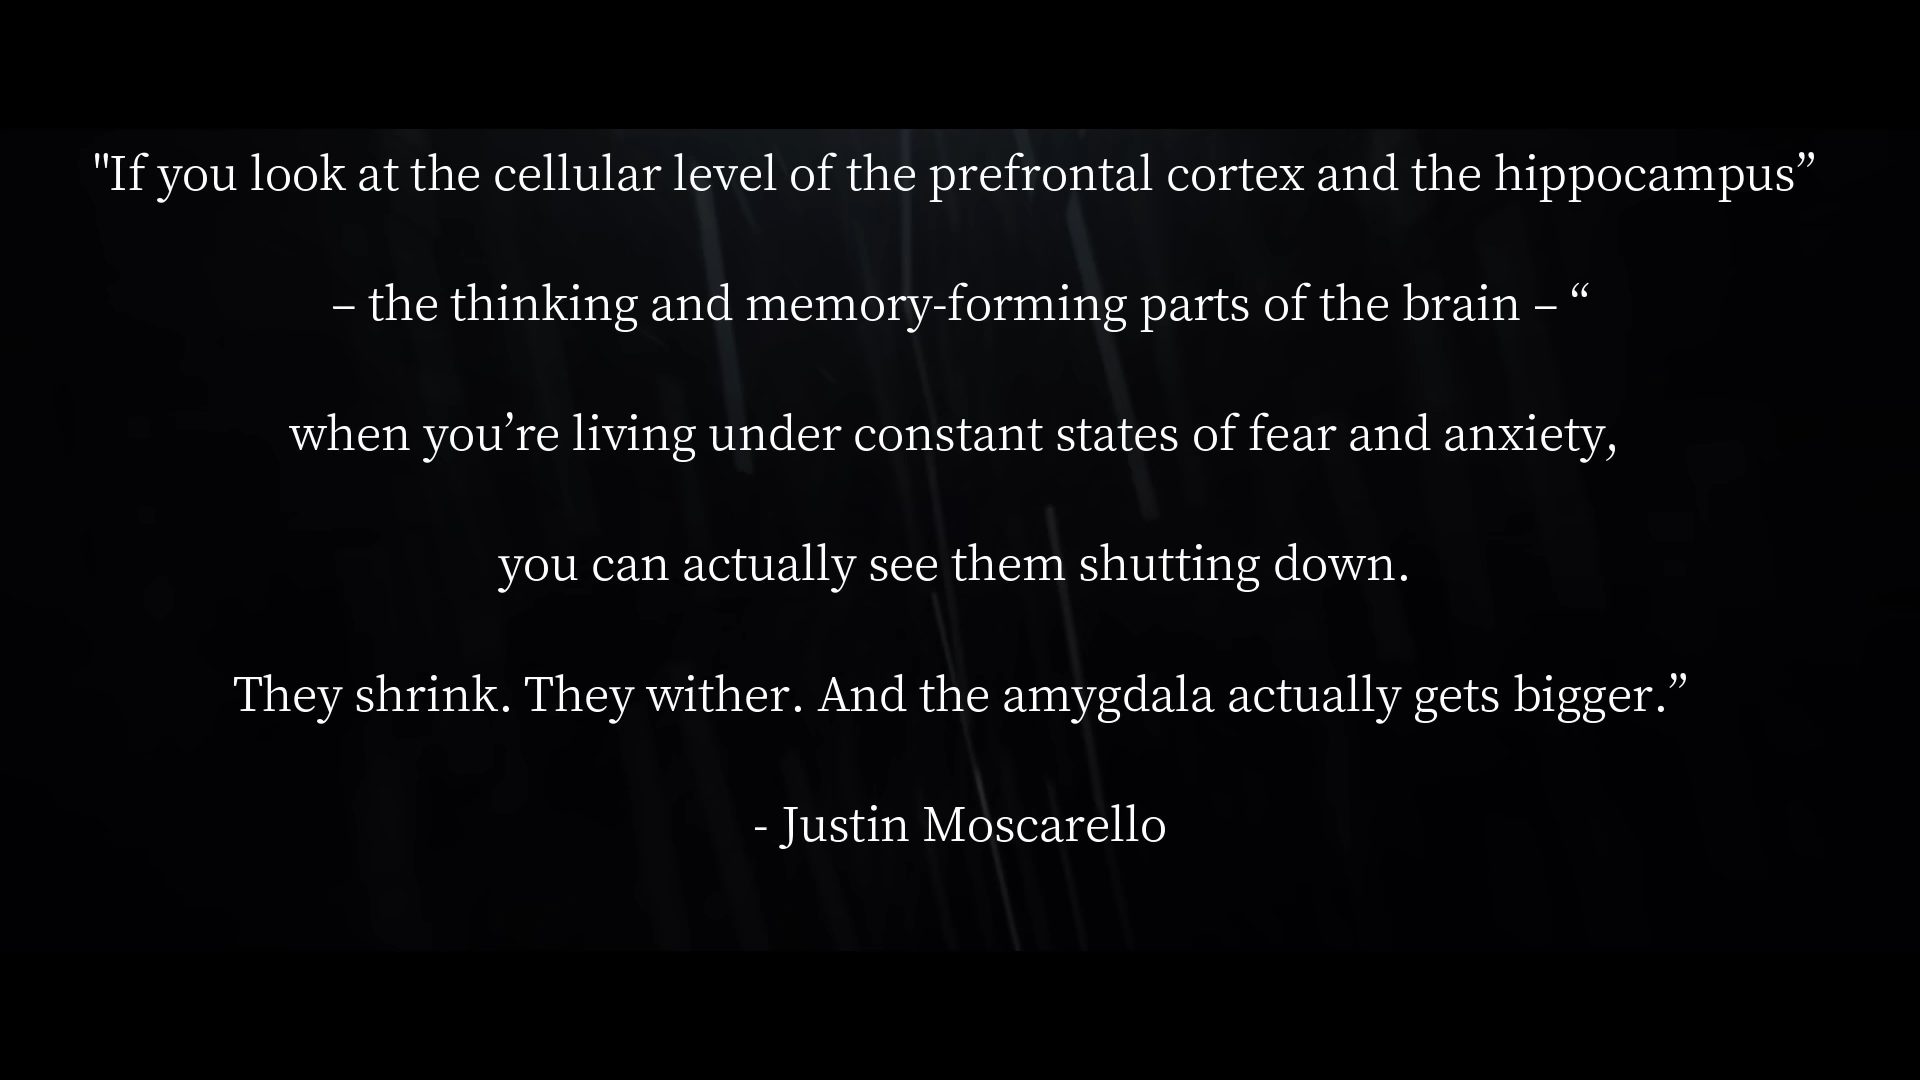 "If you look at the cellular level of the prefrontal cortex and the hippocampus”
– the thinking and memory-forming parts of the brain – “
when you’re living under constant states of fear and anxiety,
you can actually see them shutting down.
They shrink. They wither. And the amygdala actually gets bigger.”
- Justin Moscarello